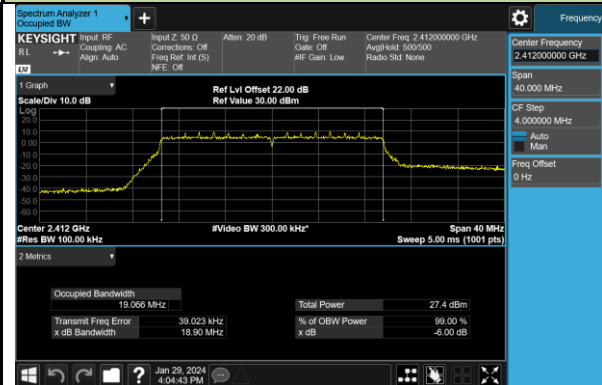 Spectrum Analyzer 1
Occupied BW
+
Frequency
KEYSIGHT
Input: RF
Input Z: 50 Ω
Atten: 20 dB
Trig: Free Run
Center Freq: 2.412000000 GHz
RL
Coupling: AC
Corrections: Off
Gate: Off
Avg|Hold: 500/500
Align: Auto
Freq Ref: Int (S)
#IF Gain: Low
Radio Std: None
NFE: Off
LXI
Center Frequency
2.412000000 GHz
Span
40.000 MHz
CF Step
4.000000 MHz
Auto
Man
Freq Offset
0 Hz
1 Graph
Scale/Div 10.0 dB
Ref Lvl Offset 22.00 dB
Ref Value 30.00 dBm
Log
20.0
10.0
0.00
-10.0
-20.0
-30.0
-40.0
-50.0
-60.0
Center 2.412 GHz
#Video BW 300.00 kHz*
Span 40 MHz
#Res BW 100.00 kHz
Sweep 5.00 ms (1001 pts)
2 Metrics
Occupied Bandwidth
19.066 MHz
Total Power
27.4 dBm
Transmit Freq Error
39.023 kHz
% of OBW Power
99.00 %
x dB Bandwidth
18.90 MHz
x dB
-6.00 dB
?
Jan 29, 2024
4:04:43 PM